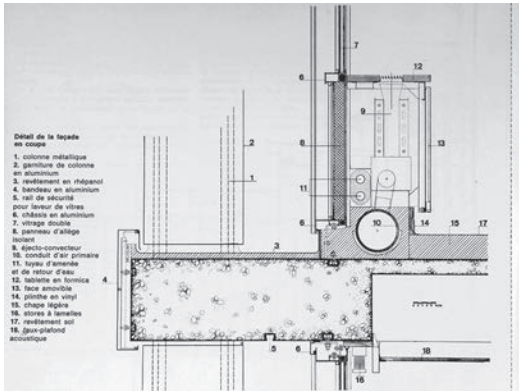 Détail de la façade
en coupe
1. colonne métallique
2. garniture de colonne
en aluminium
3. revêtement en rhépanol
4. bandeau en aluminium
5. rail de sécurité
pour laveur de vitres
6. châssis en aluminium
7. vitrage double
8. panneau d'allège
isolant
9. éjecto-convecteur
10. conduit d'air primaire
11. tuyau d'amenée
et de retour d'eau
12. tablette en formica
13. face amovible
14. plinthe en vinyl
15. chape légère
16. stores à lamelles
17. revêtement sol
18. faux-plafond
acoustique
7
6
12
9
2
8
13
1
11
6
10
14
15
17
3
4
5
6
16
18